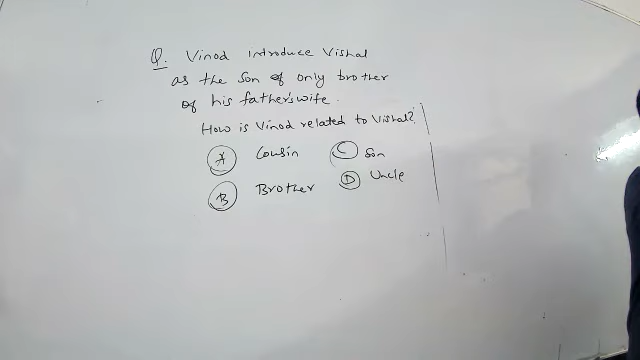 Q. Vinod Introduce Vishal
as the son of only brother
of his father's wife.
How is Vinod related to Vishal?
(A) Cousin (C) Son
(B) Brother (D) Uncle